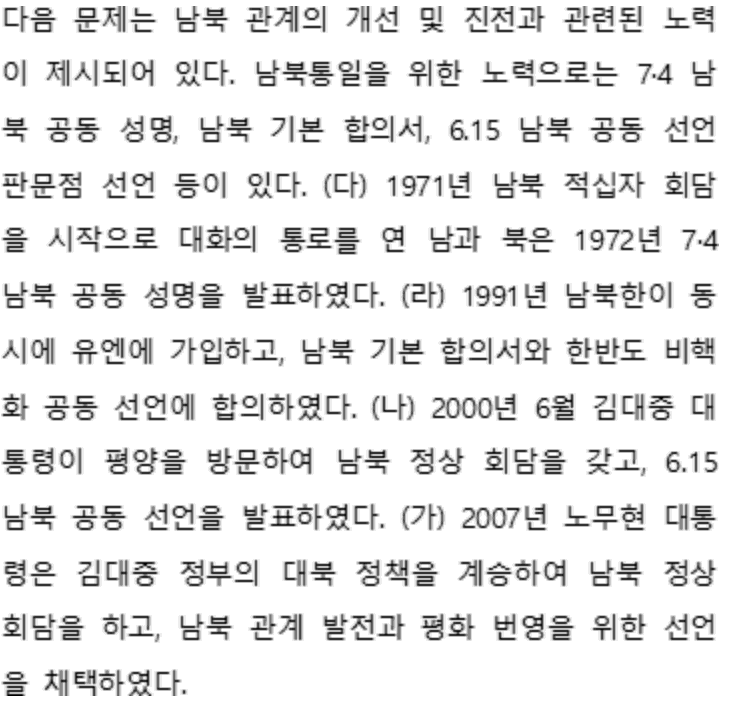 다음 문제는 남북 관계의 개선 및 진전과 관련된 노력
이 제시되어 있다. 남북통일을 위한 노력으로는 7·4 남
북 공동 성명, 남북 기본 합의서, 6.15 남북 공동 선언
판문점 선언 등이 있다. (다) 1971년 남북 적십자 회담
을 시작으로 대화의 통로를 연 남과 북은 1972년 7·4
남북 공동 성명을 발표하였다. (라) 1991년 남북한이 동
시에 유엔에 가입하고, 남북 기본 합의서와 한반도 비핵
화 공동 선언에 합의하였다. (나) 2000년 6월 김대중 대
통령이 평양을 방문하여 남북 정상 회담을 갖고, 6.15
남북 공동 선언을 발표하였다. (가) 2007년 노무현 대통
령은 김대중 정부의 대북 정책을 계승하여 남북 정상
회담을 하고, 남북 관계 발전과 평화 번영을 위한 선언
을 채택하였다.